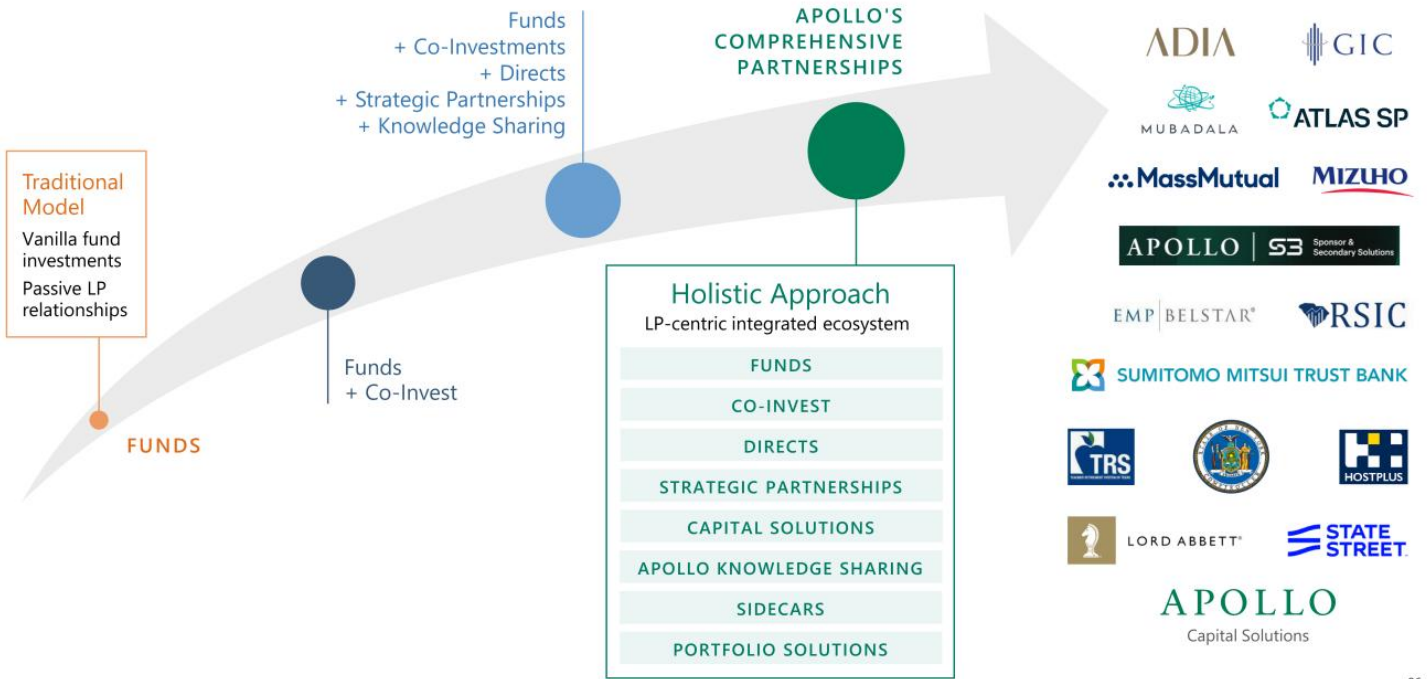 Traditional
Model
Vanilla fund
investments
Passive LP
relationships
FUNDS
Funds
+ Co-Invest
Funds
+ Co-Investments
+ Directs
+ Strategic Partnerships
+ Knowledge Sharing
APOLLO'S
COMPREHENSIVE
PARTNERSHIPS
Holistic Approach
LP-centric integrated ecosystem
FUNDS
CO-INVEST
DIRECTS
STRATEGIC PARTNERSHIPS
CAPITAL SOLUTIONS
APOLLO KNOWLEDGE SHARING
SIDECARS
PORTFOLIO SOLUTIONS
ADIA
GIC
MUBADALA
ATLAS SP
MassMutual
MIZUHO
APOLLO
S3
Sponsor &
Secondary Solutions
EMP BELSTAR®
RSIC
SUMITOMO MITSUI TRUST BANK
TRS
HOSTPLUS
LORD ABBETT®
STATE
STREET
APOLLO
Capital Solutions